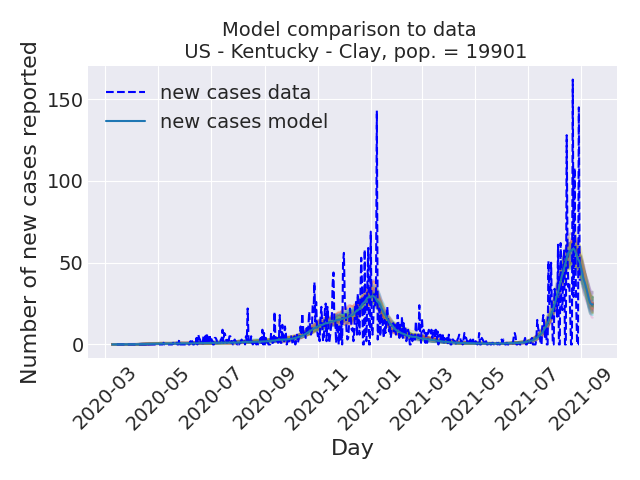 Model comparison to data
US - Kentucky - Clay, pop. = 19901
Number of new cases reported
150
100
50
0
new cases data
new cases model
2020-03
2020-05
2020-07
2020-09
2020-11
2021-01
2021-03
2021-05
2021-07
2021-09
Day